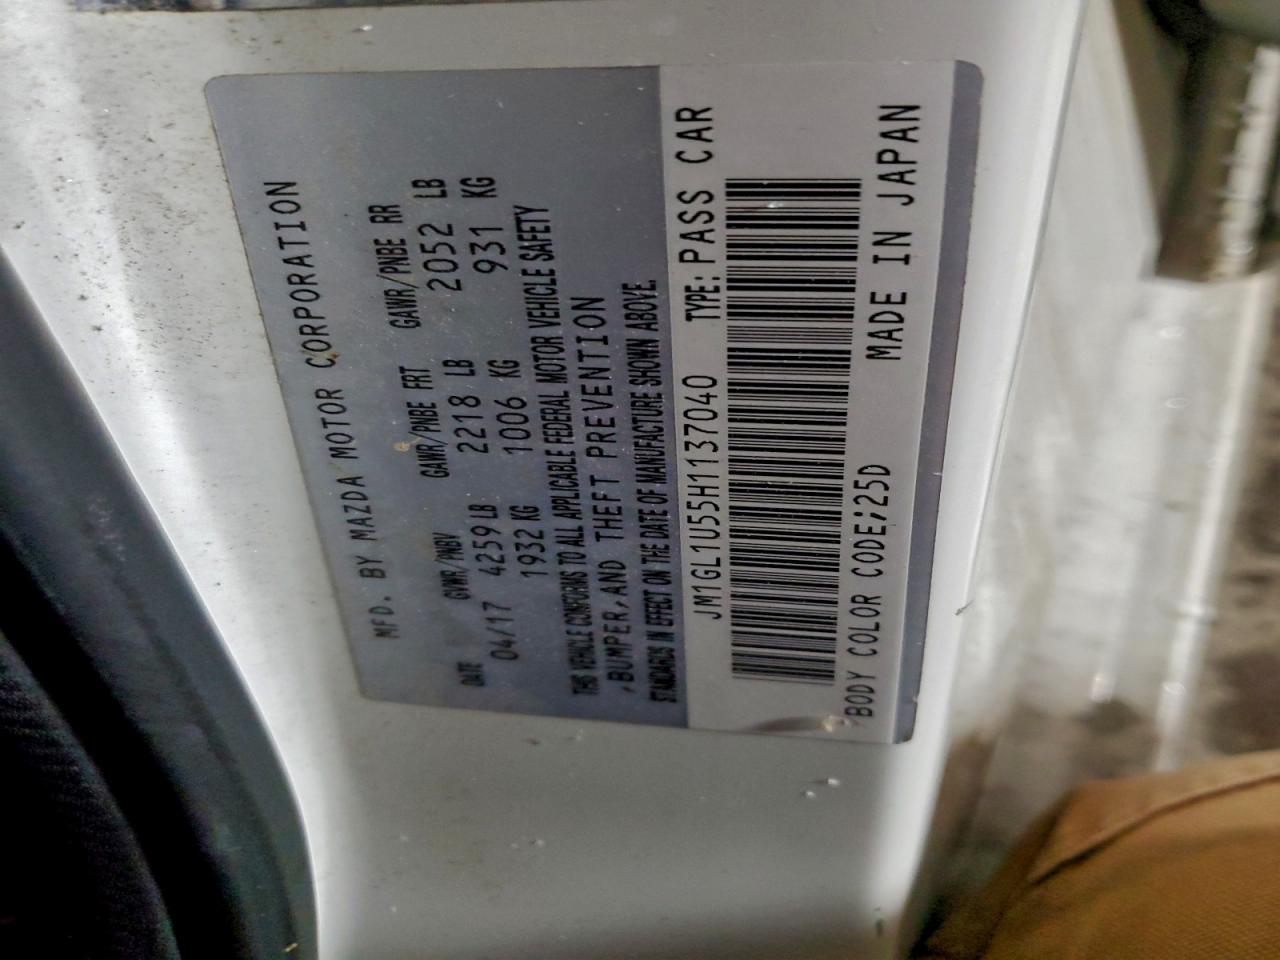 MFD. BY MAZDA MOTOR CORPORATION
DATE GVWR/PNBV GAWR/PNBE FRT GAWR/PNBE RR
04/17 4259 LB 2218 LB 2052 LB
1932 KG 1006 KG 931 KG
THIS VEHICLE CONFORMS TO ALL APPLICABLE FEDERAL MOTOR VEHICLE SAFETY
,BUMPER,AND THEFT PREVENTION
STANDARDS IN EFFECT ON THE DATE OF MANUFACTURE SHOWN ABOVE.
JM1GL1U55H1137040 TYPE: PASS CAR
BODY COLOR CODE;25D MADE IN JAPAN